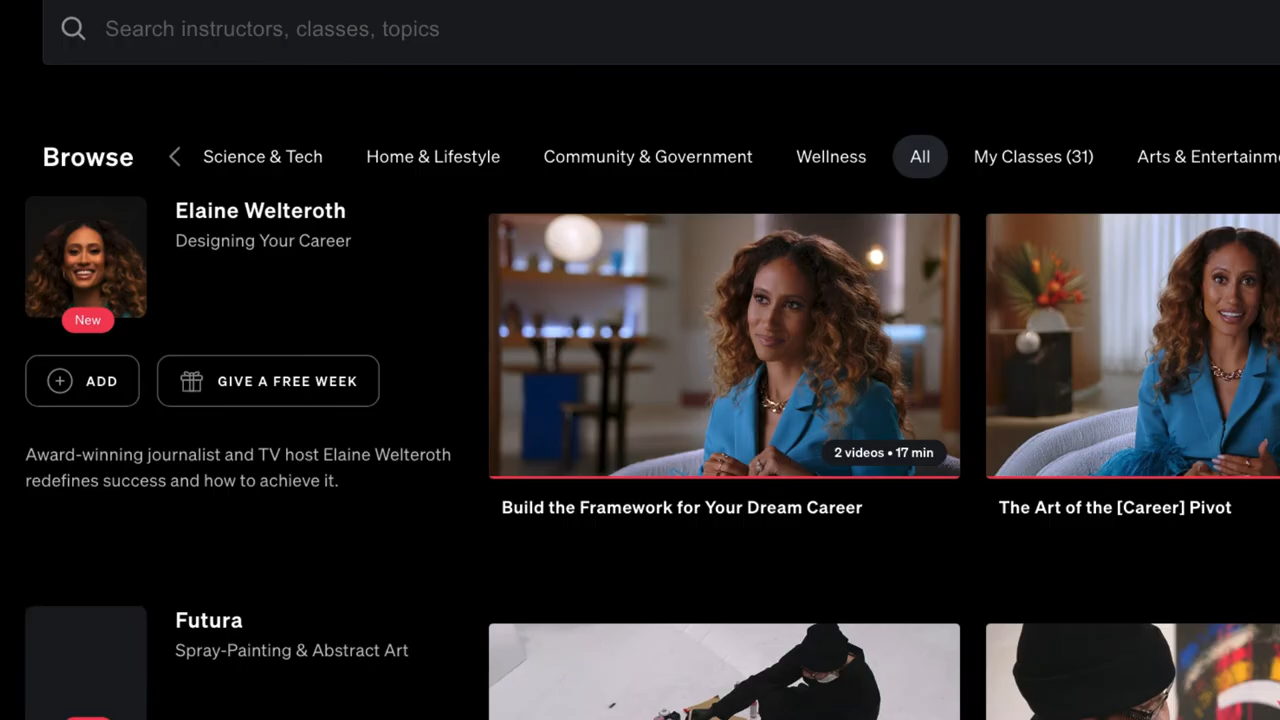 Search instructors, classes, topics
Browse
Science & Tech
Home & Lifestyle
Community & Government
Wellness
All
My Classes (31)
Arts & Entertainm
Elaine Welteroth
Designing Your Career
New
ADD
GIVE A FREE WEEK
Award-winning journalist and TV host Elaine Welteroth
redefines success and how to achieve it.
2 videos • 17 min
Build the Framework for Your Dream Career
The Art of the [Career] Pivot
Futura
Spray-Painting & Abstract Art